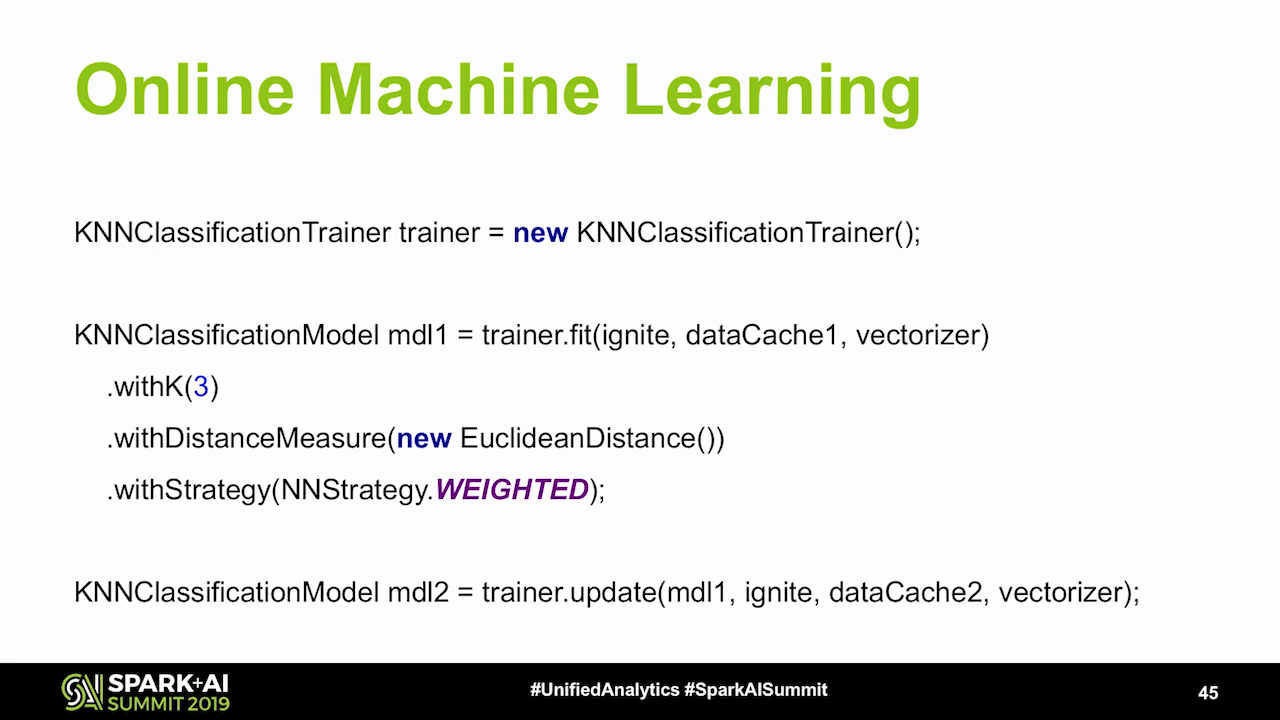 Online Machine Learning
KNNClassificationTrainer trainer = new KNNClassificationTrainer();
KNNClassificationModel mdl1 = trainer.fit(ignite, dataCache1, vectorizer)
.withK(3)
.withDistanceMeasure(new EuclideanDistance())
.withStrategy(NNStrategy.WEIGHTED);
KNNClassificationModel mdl2 = trainer.update(mdl1, ignite, dataCache2, vectorizer);
SPARK+AI
SUMMIT 2019
#UnifiedAnalytics #SparkAISummit
45